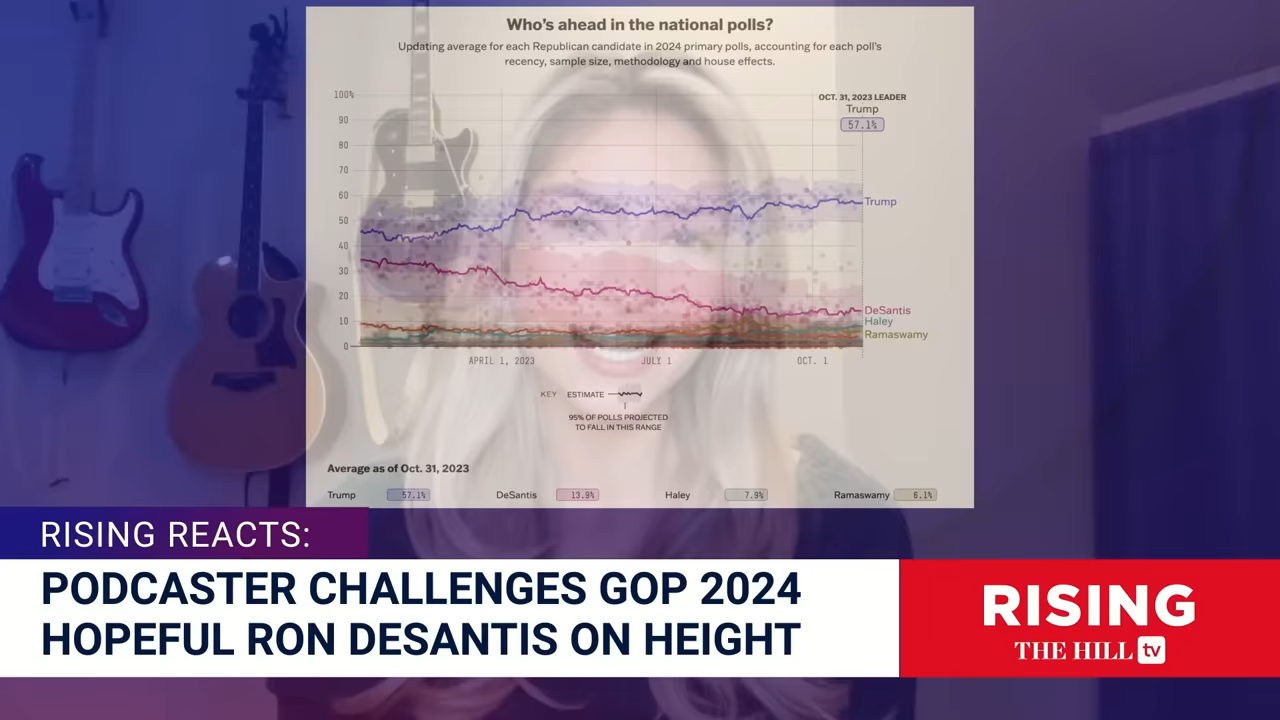 Who's ahead in the national polls?
Updating average for each Republican candidate in 2024 primary polls, accounting for each poll's
recency, sample size, methodology and house effects.
OCT. 31, 2023 LEADER
Trump
57.1%
100%
90
80
70
60
50
40
30
20
10
0
Trump
DeSantis
Haley
Ramaswamy
APRIL 1, 2023 JULY 1 OCT. 1
KEY ESTIMATE
95% OF POLLS PROJECTED
TO FALL IN THIS RANGE
Average as of Oct. 31, 2023
Trump 57.1% DeSantis 13.9% Haley 7.9% Ramaswamy 6.1%
RISING REACTS:
PODCASTER CHALLENGES GOP 2024
HOPEFUL RON DESANTIS ON HEIGHT
RISING
THE HILL tv